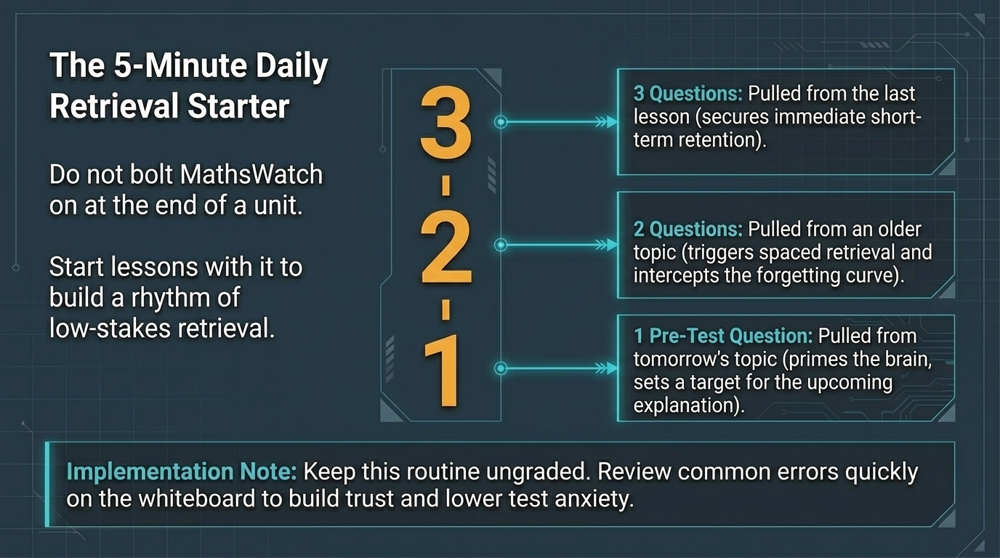 The 5-Minute Daily
Retrieval Starter
Do not bolt MathsWatch
on at the end of a unit.
Start lessons with it to
build a rhythm of
low-stakes retrieval.
3
-
2
-
1
3 Questions: Pulled from the last
lesson (secures immediate short-
term retention).
2 Questions: Pulled from an older
topic (triggers spaced retrieval and
intercepts the forgetting curve).
1 Pre-Test Question: Pulled from
tomorrow's topic (primes the brain,
sets a target for the upcoming
explanation).
Implementation Note: Keep this routine ungraded. Review common errors quickly
on the whiteboard to build trust and lower test anxiety.